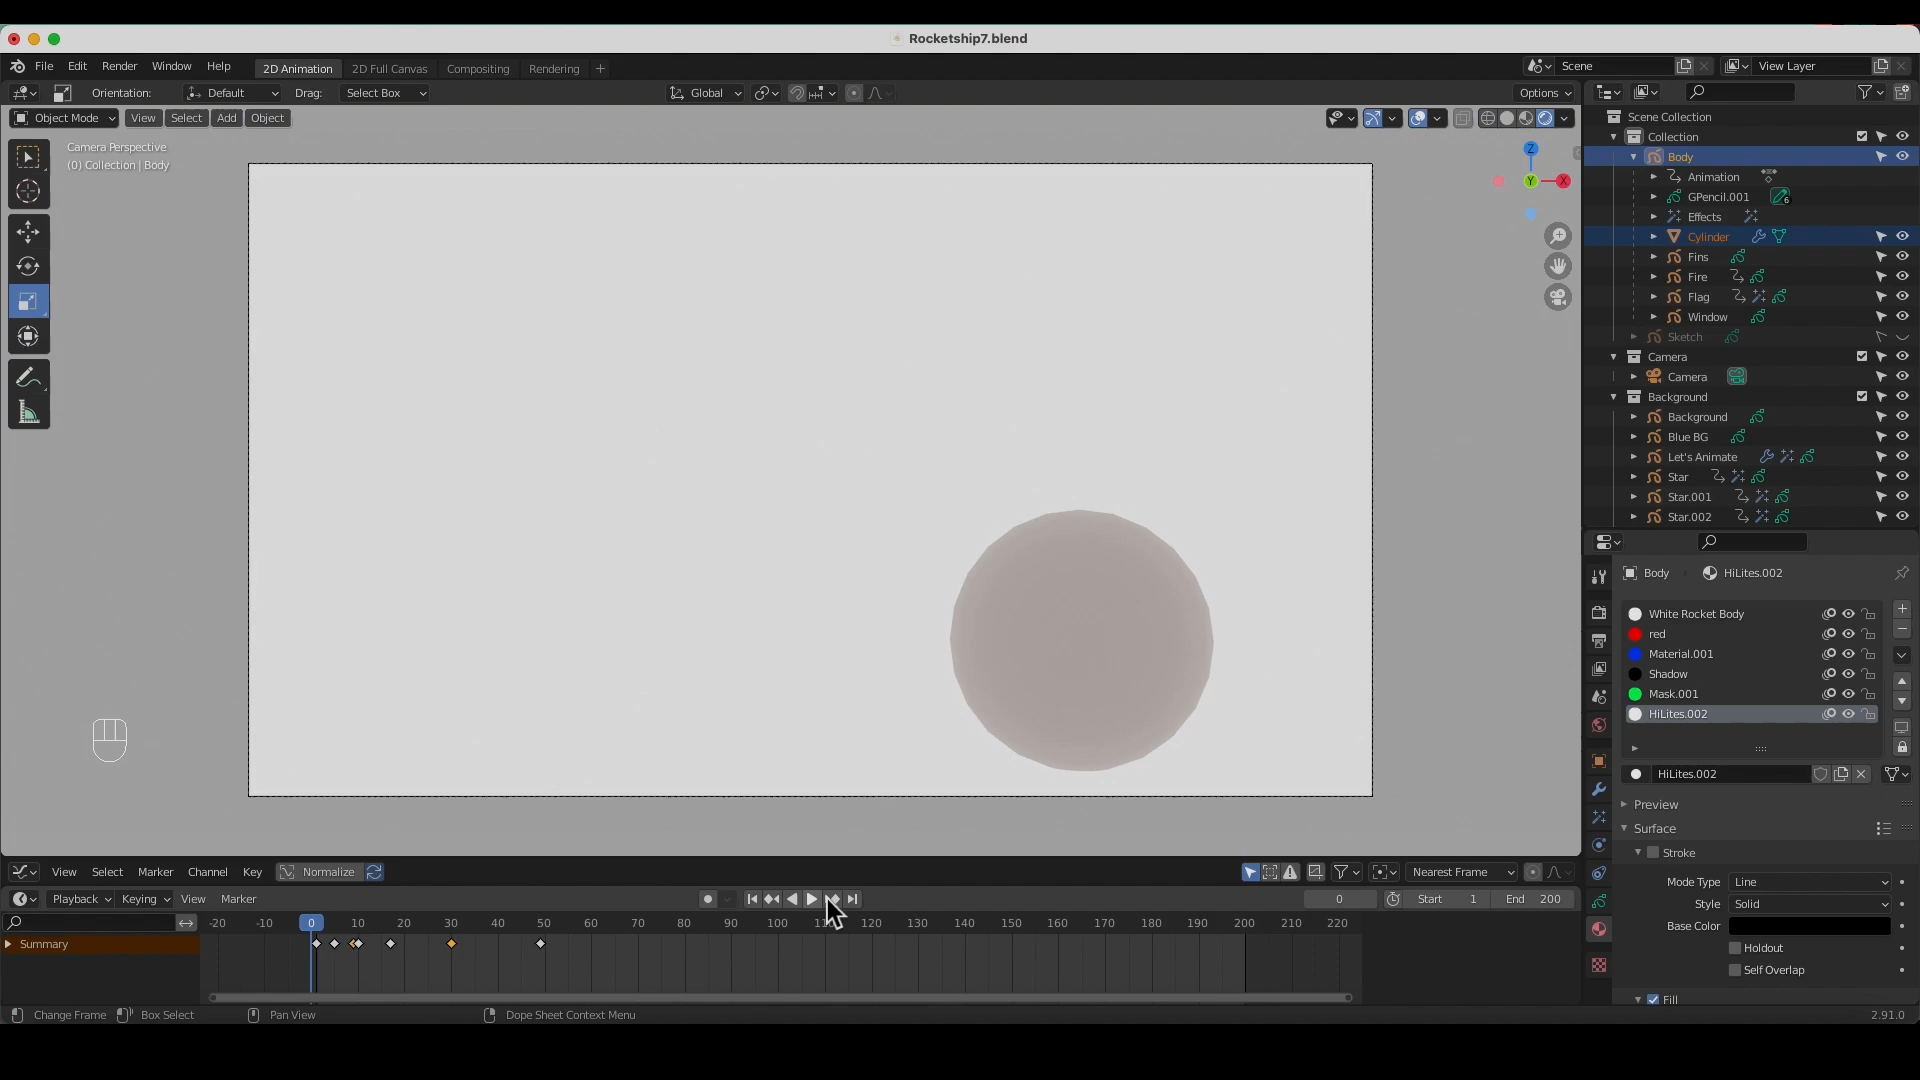 Rocketship7.blend
File Edit Render Window Help 2D Animation 2D Full Canvas Compositing Rendering + Scene View Layer
Orientation: Default Drag: Select Box Global Options
Object Mode View Select Add Object
Camera Perspective
(0) Collection | Body
Z
Y
X
Scene Collection
Collection
Body
Animation
GPencil.001 6
Effects
Cylinder
Fins
Fire
Flag
Window
Sketch
Camera
Camera
Background
Background
Blue BG
Let's Animate
Star
Star.001
Star.002
Body HiLites.002
White Rocket Body
red
Material.001
Shadow
Mask.001
HiLites.002
HiLites.002
Preview
Surface
Stroke
Mode Type Line
Style Solid
Base Color
Holdout
Self Overlap
Fill
View Select Marker Channel Key Normalize Nearest Frame
Playback Keying View Marker 0 Start 1 End 200
-20 -10 0 10 20 30 40 50 60 70 80 90 100 110 120 130 140 150 160 170 180 190 200 210 220
Summary
Change Frame Box Select Pan View Dope Sheet Context Menu 2.91.0